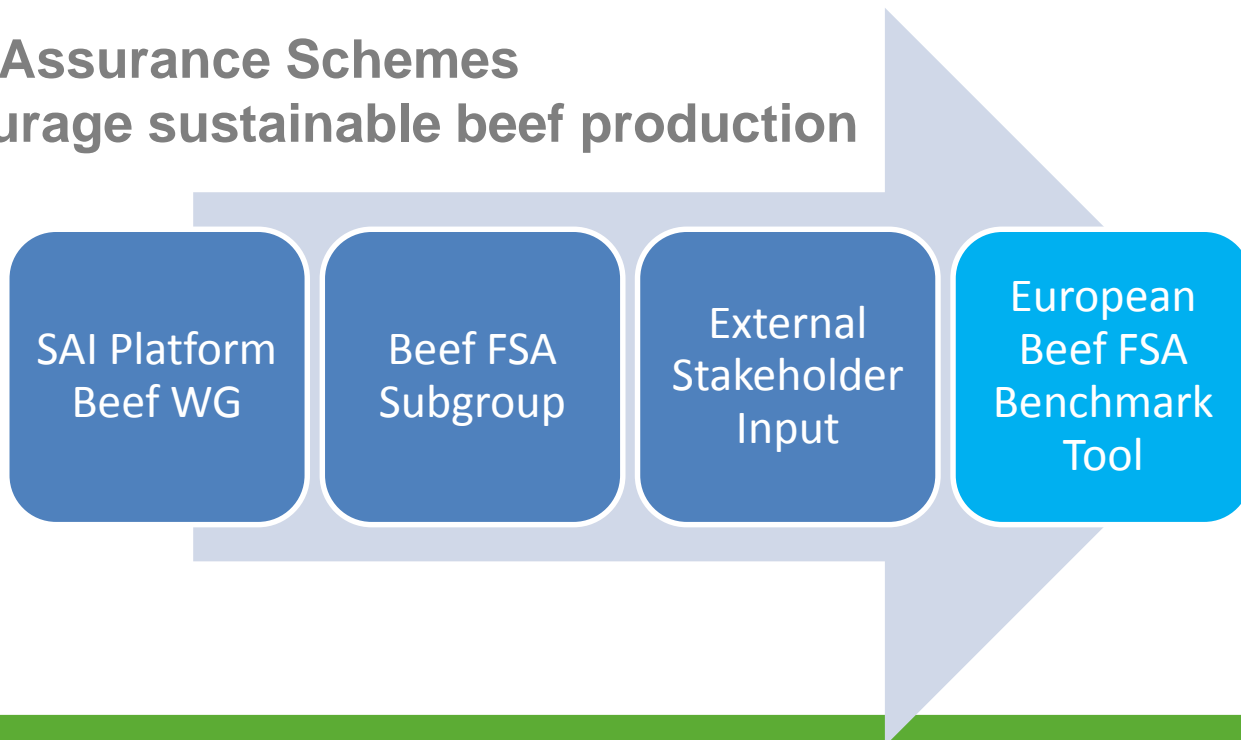 Assurance Schemes
urage sustainable beef production
SAI Platform
Beef WG
Beef FSA
Subgroup
External
Stakeholder
Input
European
Beef FSA
Benchmark
Tool